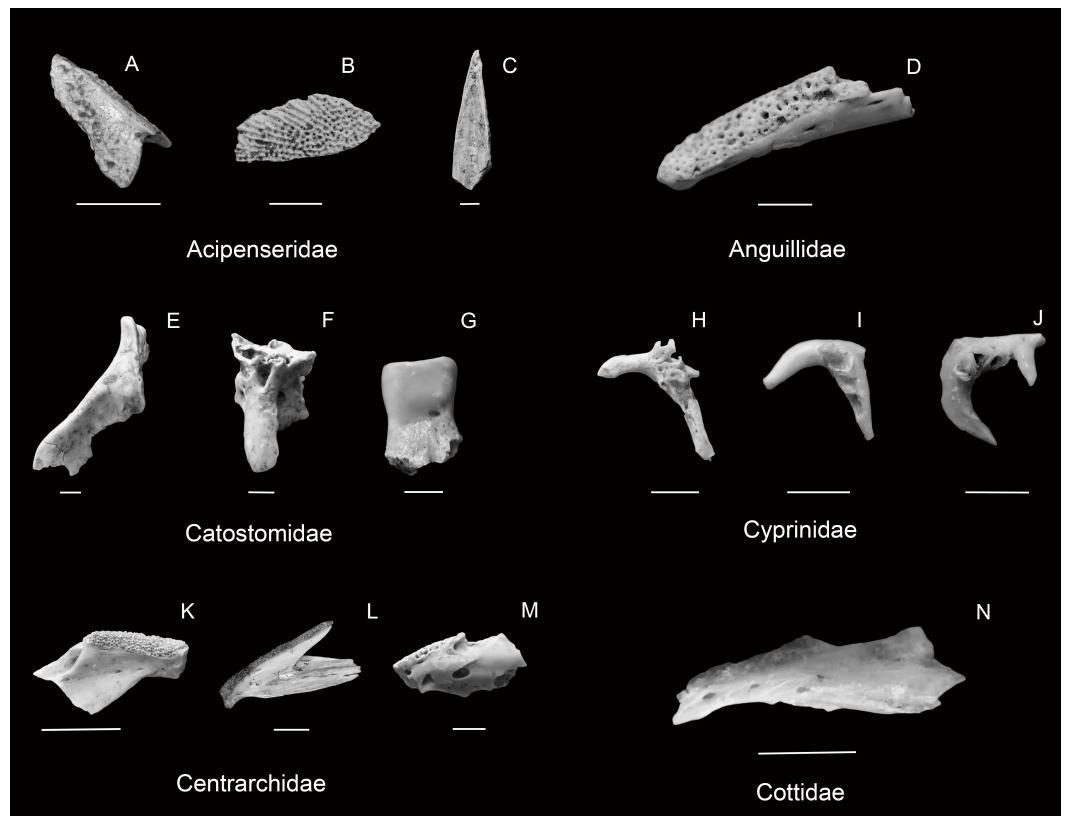 A B C D
Acipenseridae Anguillidae
E F G H I J
Catostomidae Cyprinidae
K L M N
Centrarchidae Cottidae